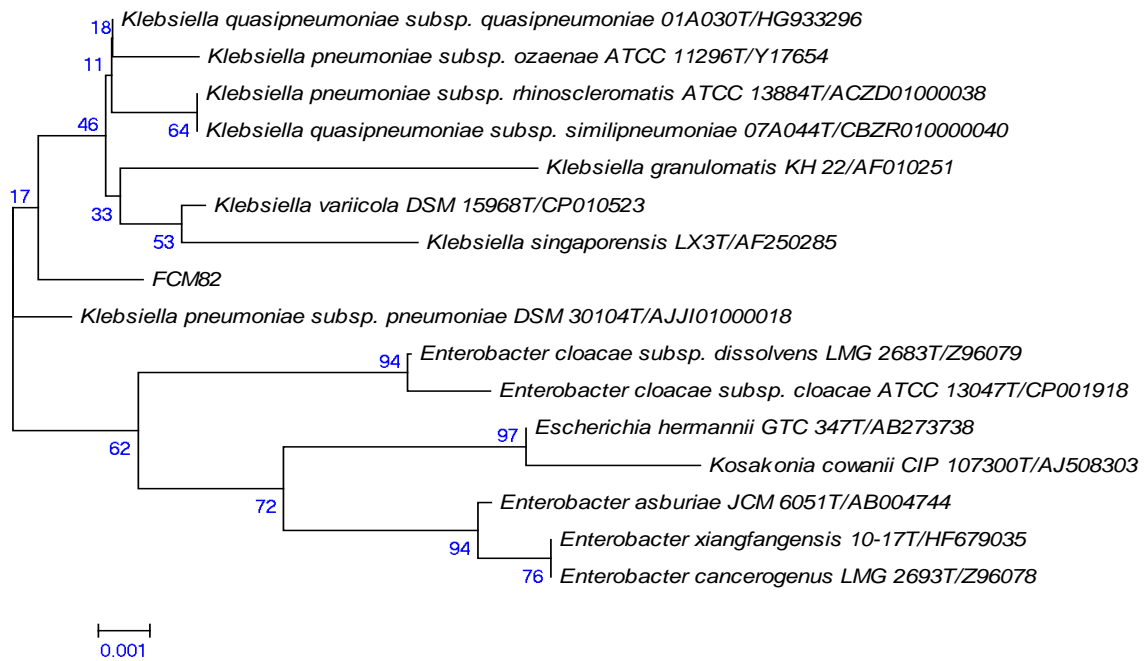 18 Klebsiella quasipneumoniae subsp. quasipneumoniae 01A030T/HG933296
11 Klebsiella pneumoniae subsp. ozaenae ATCC 11296T/Y17654
Klebsiella pneumoniae subsp. rhinoscleromatis ATCC 13884T/ACZD01000038
46 64 Klebsiella quasipneumoniae subsp. similipneumoniae 07A044T/CBZR010000040
Klebsiella granulomatis KH 22/AF010251
17 33 Klebsiella variicola DSM 15968T/CP010523
53 Klebsiella singaporensis LX3T/AF250285
FCM82
Klebsiella pneumoniae subsp. pneumoniae DSM 30104T/AJJI01000018
94 Enterobacter cloacae subsp. dissolvens LMG 2683T/Z96079
Enterobacter cloacae subsp. cloacae ATCC 13047T/CP001918
62 97 Escherichia hermannii GTC 347T/AB273738
Kosakonia cowanii CIP 107300T/AJ508303
72 Enterobacter asburiae JCM 6051T/AB004744
94 Enterobacter xiangfangensis 10-17T/HF679035
76 Enterobacter cancerogenus LMG 2693T/Z96078
0.001